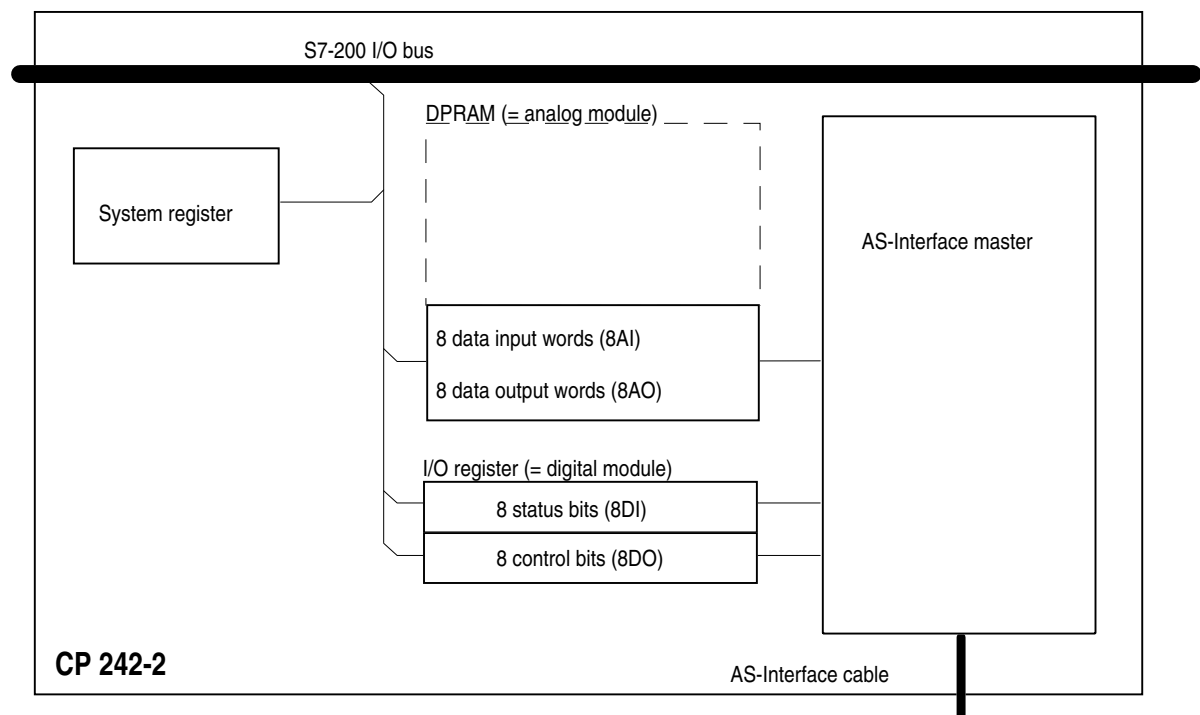 S7-200 I/O bus
DPRAM (= analog module)
System register
AS-Interface master
8 data input words (8AI)
8 data output words (8AO)
I/O register (= digital module)
8 status bits (8DI)
8 control bits (8DO)
CP 242-2
AS-Interface cable